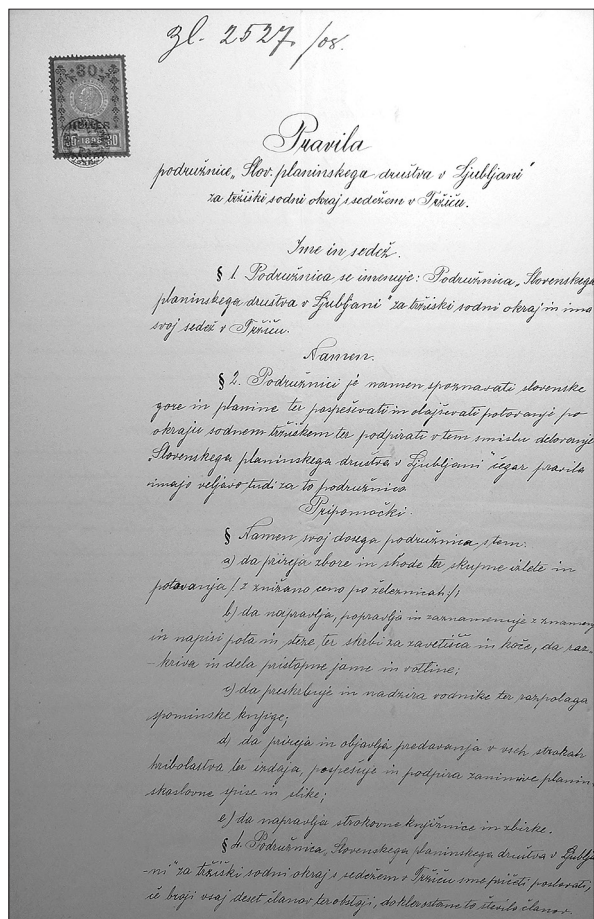 Zl. 2527/08.
30
1898
Pravila
podružnice „Slov. planinskega društva v Ljubljani"
za tržiški sodni okraj s sedežem v Tržiču.
Ime in sedež.
§ 1. Podružnica se imenuje: Podružnica „Slovenskega
planinskega društva v Ljubljani" za tržiški sodni okraj in ima
svoj sedež v Tržiču.
Namen.
§ 2. Podružnici je namen spoznavati slovenske
gore in planine ter pospeševati in olajševati potovanje po
okraju sodnem tržiškem ter podpirati v tem smislu delovanje
„Slovenskega planinskega društva v Ljubljani" čegar pravila
imajo veljavo tudi za to podružnico
Pripomočki.
§ Namen svoj dosega podružnica s tem:
a) da prireja zbore in shode ter skupne izlete in
potovanja /: z znižano ceno po železnicah :/;
b) da napravlja, popravlja in zaznamenuje z znamenji
in napisi pota in steze, ter skrbi za zavetišča in koče, da raz-
-kriva in dela pristopne jame in votline;
c) da preskrbuje in nadzira vodnike ter razpolaga
spominske knjige;
d) da prireja in objavlja predavanja v vseh strokah
hribolastva ter izdaja, pospešuje in podpira zanimive planin-
skoslovne spise in slike;
e) da napravlja strokovne knjižnice in zbirke.
§ 4. Podružnica „Slovenskega planinskega društva v Ljublja
-ni" za tržiški sodni okraj s sedežem v Tržiču sme pričeti poslovati,
če broji vsaj deset članov ter obstoji, dokler ostane to število članov.